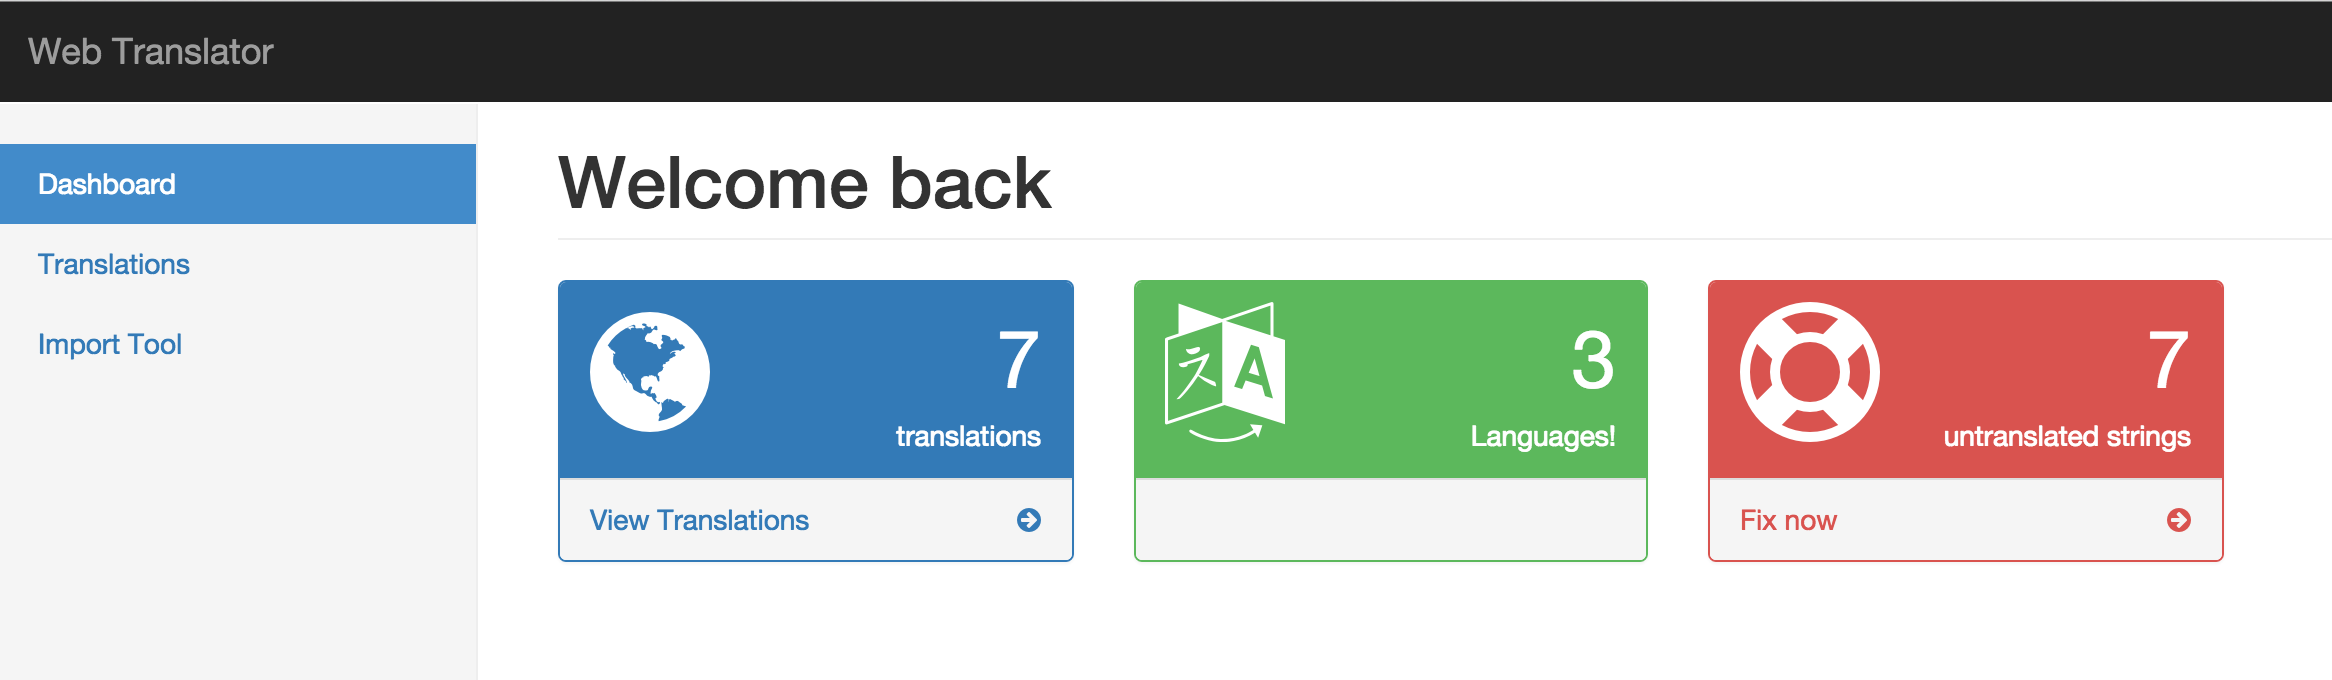 Web Translator
Dashboard
Translations
Import Tool
Welcome back
7
translations
View Translations
3
Languages!
7
untranslated strings
Fix now